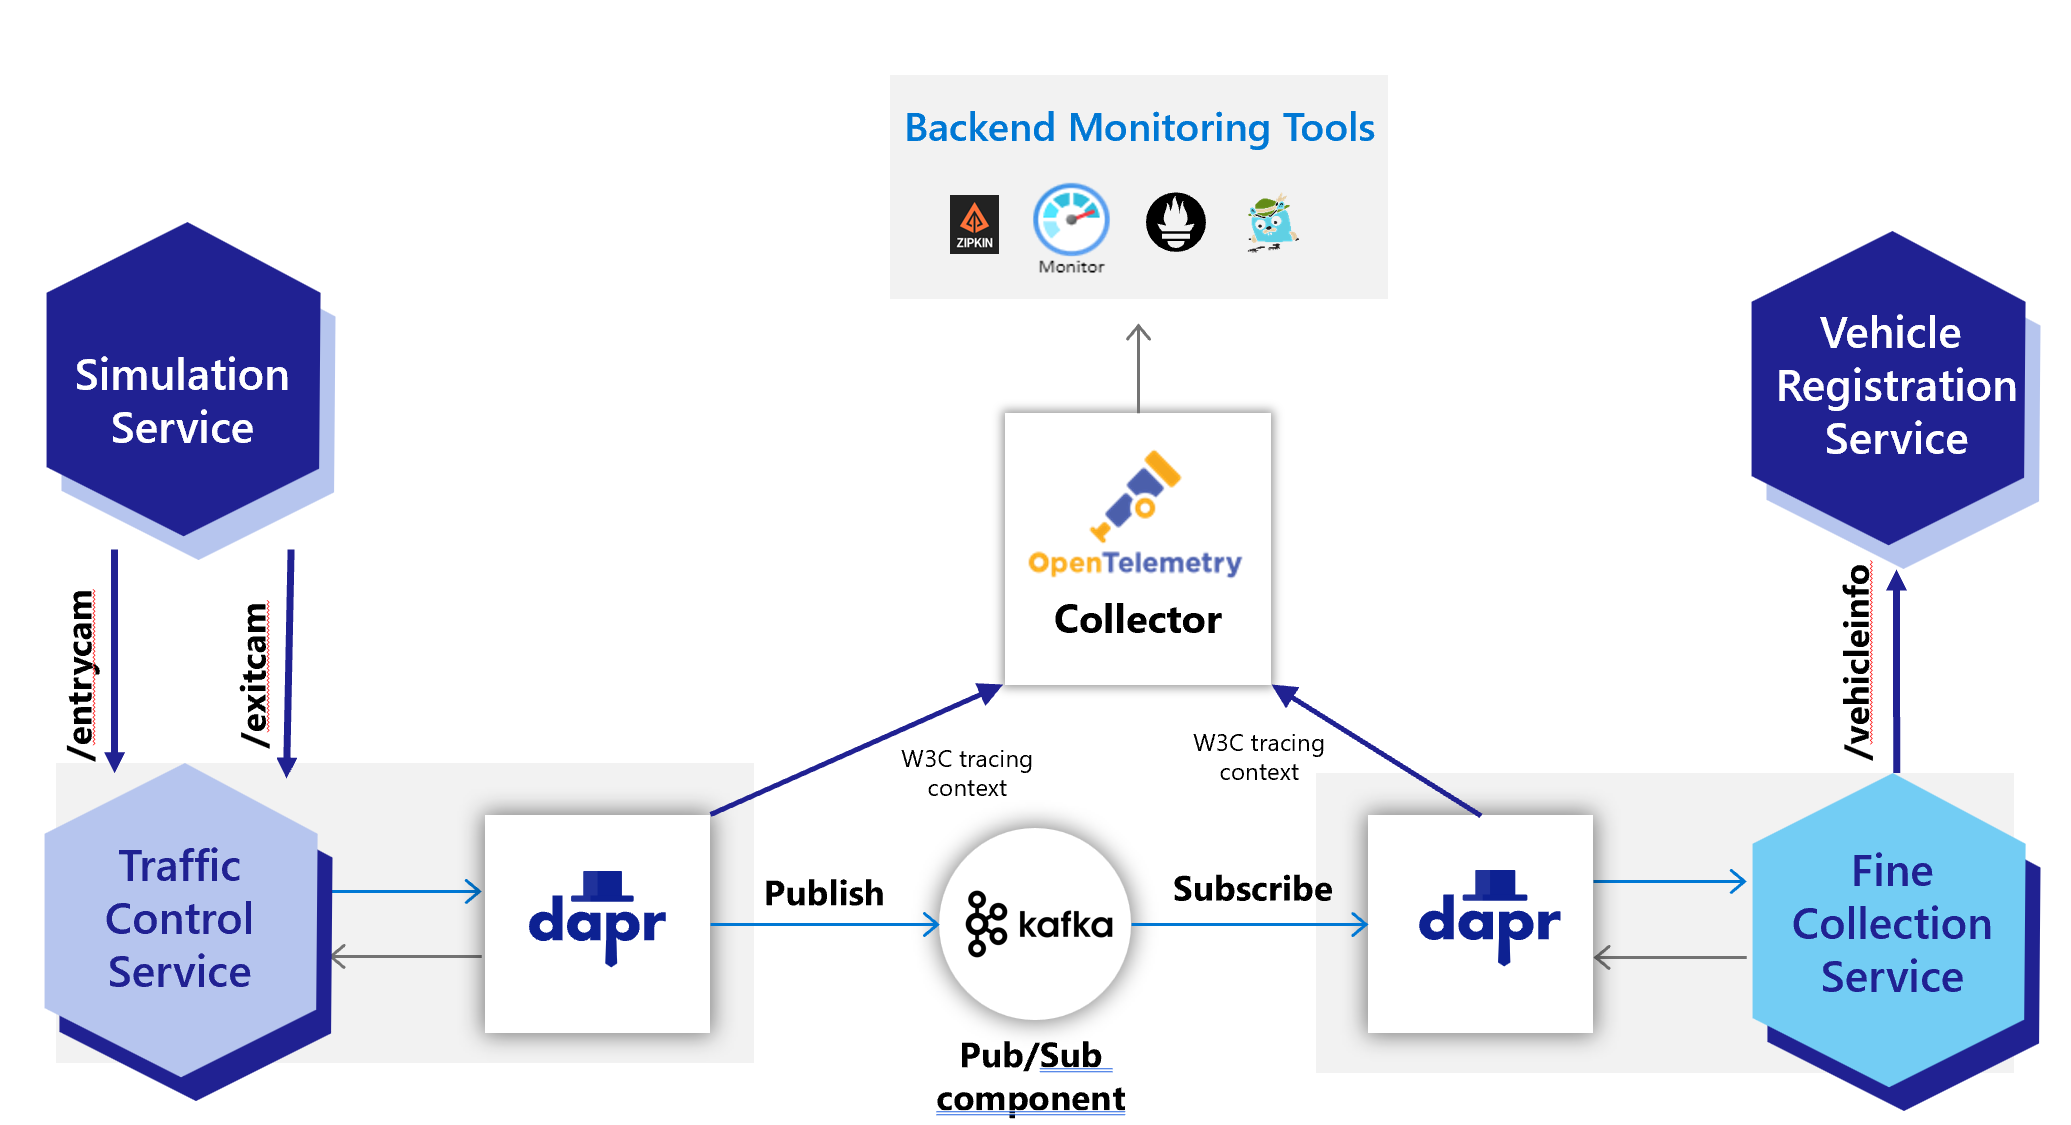 Backend Monitoring Tools
ZIPKIN
Monitor
Simulation
Service
Vehicle
Registration
Service
OpenTelemetry
Collector
/entrycam
/exitcam
/vehicleinfo
W3C tracing
context
W3C tracing
context
Traffic
Control
Service
dapr
Publish
kafka
Subscribe
dapr
Fine
Collection
Service
Pub/Sub
component